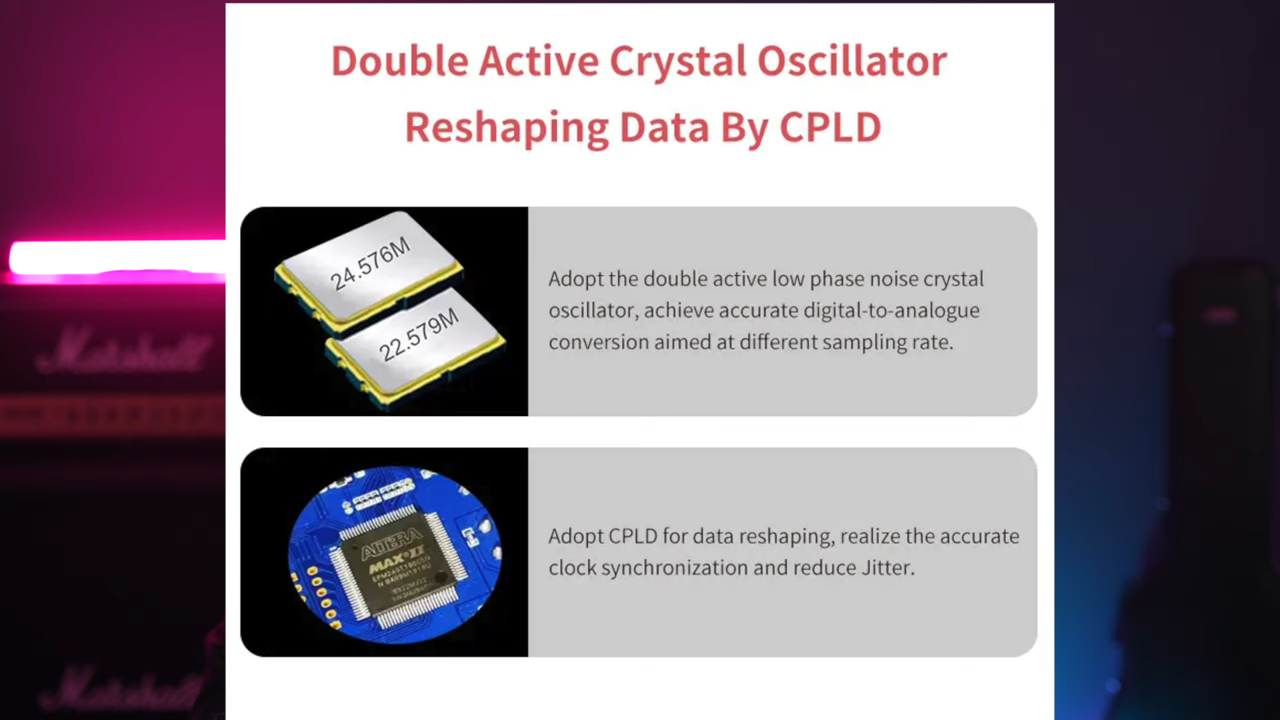 Double Active Crystal Oscillator
Reshaping Data By CPLD
24.576M
22.579M
Adopt the double active low phase noise crystal
oscillator, achieve accurate digital-to-analogue
conversion aimed at different sampling rate.
ALTERA
MAX II
Adopt CPLD for data reshaping, realize the accurate
clock synchronization and reduce Jitter.
Marshall
Marshall